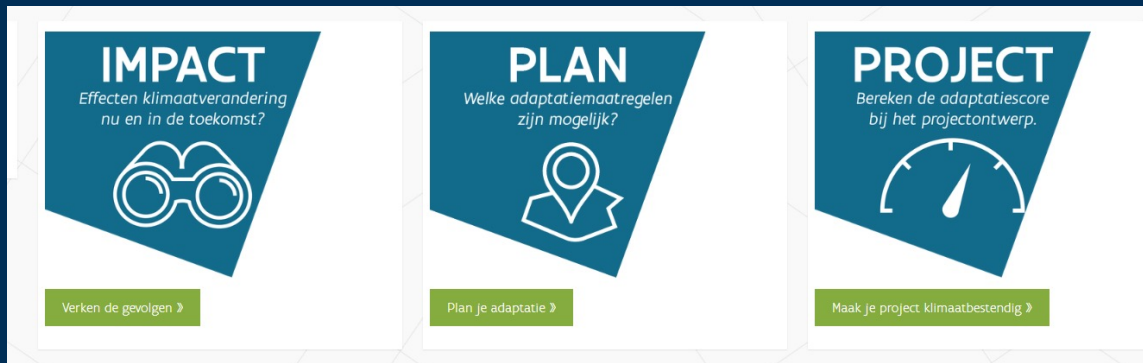 IMPACT
Effecten klimaatverandering
nu en in de toekomst?
Verken de gevolgen »
PLAN
Welke adaptatiemaatregelen
zijn mogelijk?
Plan je adaptatie »
PROJECT
Bereken de adaptatiescore
bij het projectontwerp.
Maak je project klimaatbestendig »